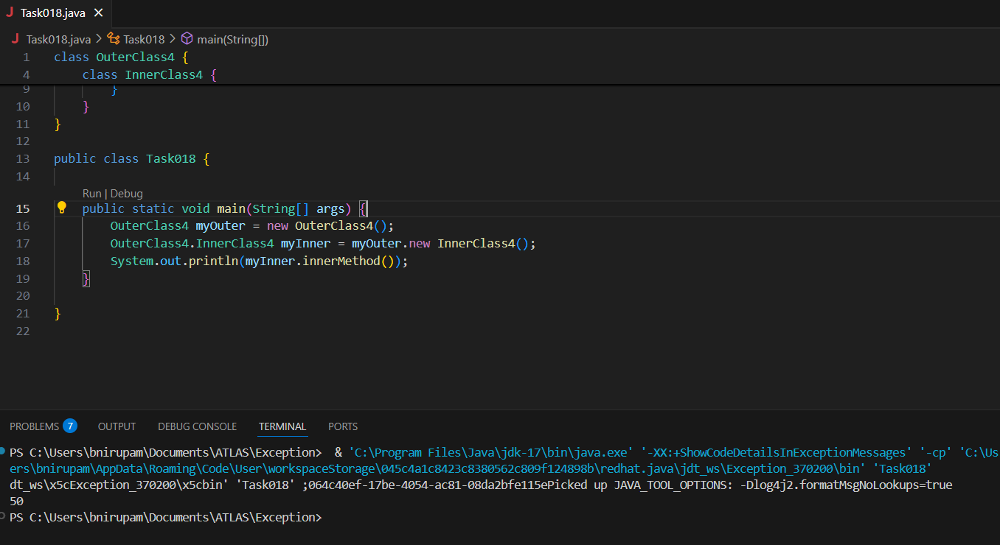 J Task018.java ×
J Task018.java > Task018 > main(String[])
1 class OuterClass4 {
4 class InnerClass4 {
9 }
10 }
11 }
12
13 public class Task018 {
14
Run | Debug
15 public static void main(String[] args) {
16 OuterClass4 myOuter = new OuterClass4();
17 OuterClass4.InnerClass4 myInner = myOuter.new InnerClass4();
18 System.out.println(myInner.innerMethod());
19 }
20
21 }
22
PROBLEMS 7 OUTPUT DEBUG CONSOLE TERMINAL PORTS
PS C:\Users\bnirupam\Documents\ATLAS\Exception> & 'C:\Program Files\Java\jdk-17\bin\java.exe' '-XX:+ShowCodeDetailsInExceptionMessages' '-cp' 'C:\Us
ers\bnirupam\AppData\Roaming\Code\User\workspaceStorage\045c4a1c8423c8380562c809f124898b\redhat.java\jdt_ws\Exception_370200\bin' 'Task018'
dt_ws\x5cException_370200\x5cbin' 'Task018' ;064c40ef-17be-4054-ac81-08da2bfe115ePicked up JAVA_TOOL_OPTIONS: -Dlog4j2.formatMsgNoLookups=true
50
PS C:\Users\bnirupam\Documents\ATLAS\Exception>